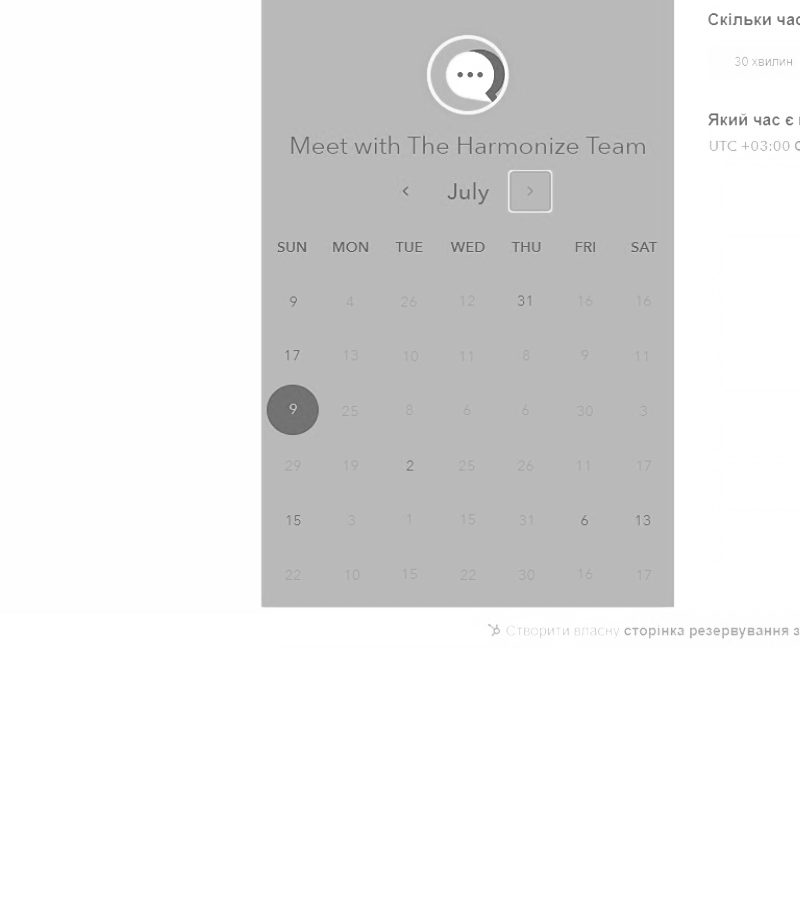 Скільки час
30 хвилин
Який час є
UTC +03:00
Meet with The Harmonize Team
July
SUN MON TUE WED THU FRI SAT
9 4 26 12 31 16 16
17 13 10 11 8 9 11
9 25 8 6 6 30 3
29 19 2 25 26 11 17
15 3 1 15 31 6 13
22 10 15 22 30 16 17
Створити власну сторінка резервування з